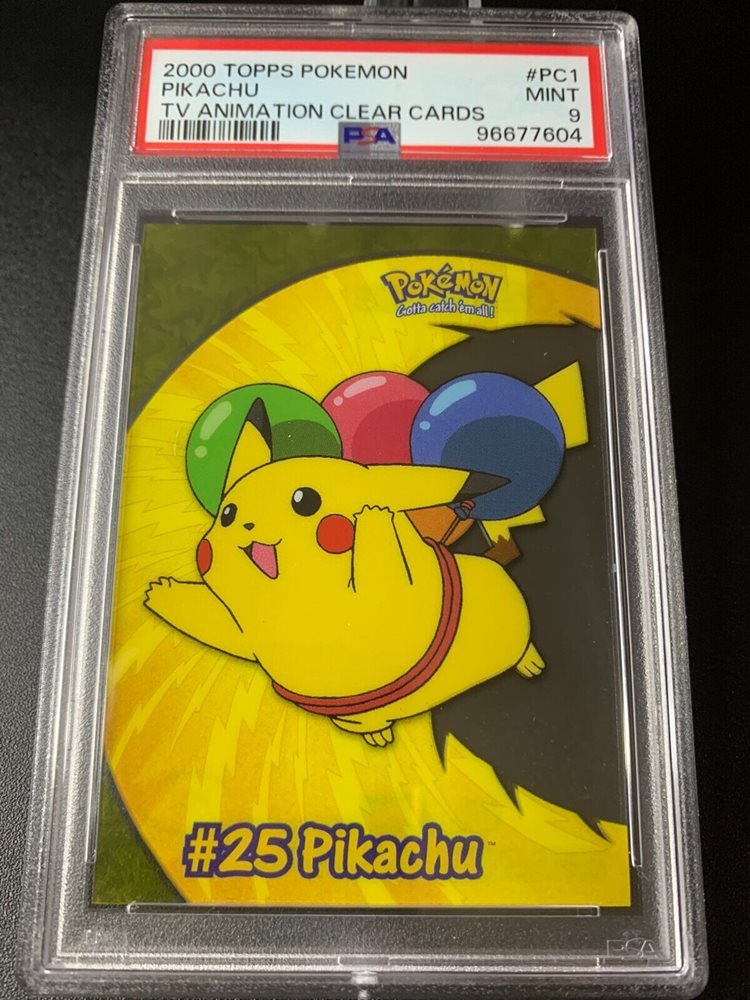 2000 TOPPS POKEMON #PC1
PIKACHU MINT
TV ANIMATION CLEAR CARDS 9
PSA 96677604
POKéMON
Gotta catch 'em all!
#25 Pikachu™
PSA